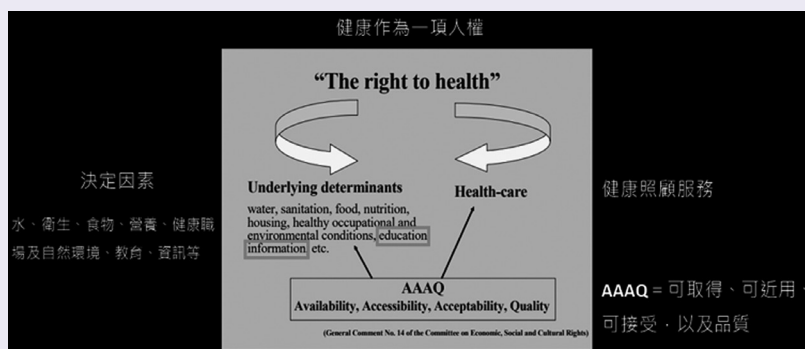 健康作為一項人權
“The right to health”
決定因素
水、衛生、食物、營養、健康職
場及自然環境、教育、資訊等
Underlying determinants
water, sanitation, food, nutrition,
housing, healthy occupational and
environmental conditions, education
information, etc.
Health-care
健康照顧服務
AAAQ
Availability, Accessibility, Acceptability, Quality
(General Comment No. 14 of the Committee on Economic, Social and Cultural Rights)
AAAQ = 可取得、可近用、
可接受，以及品質